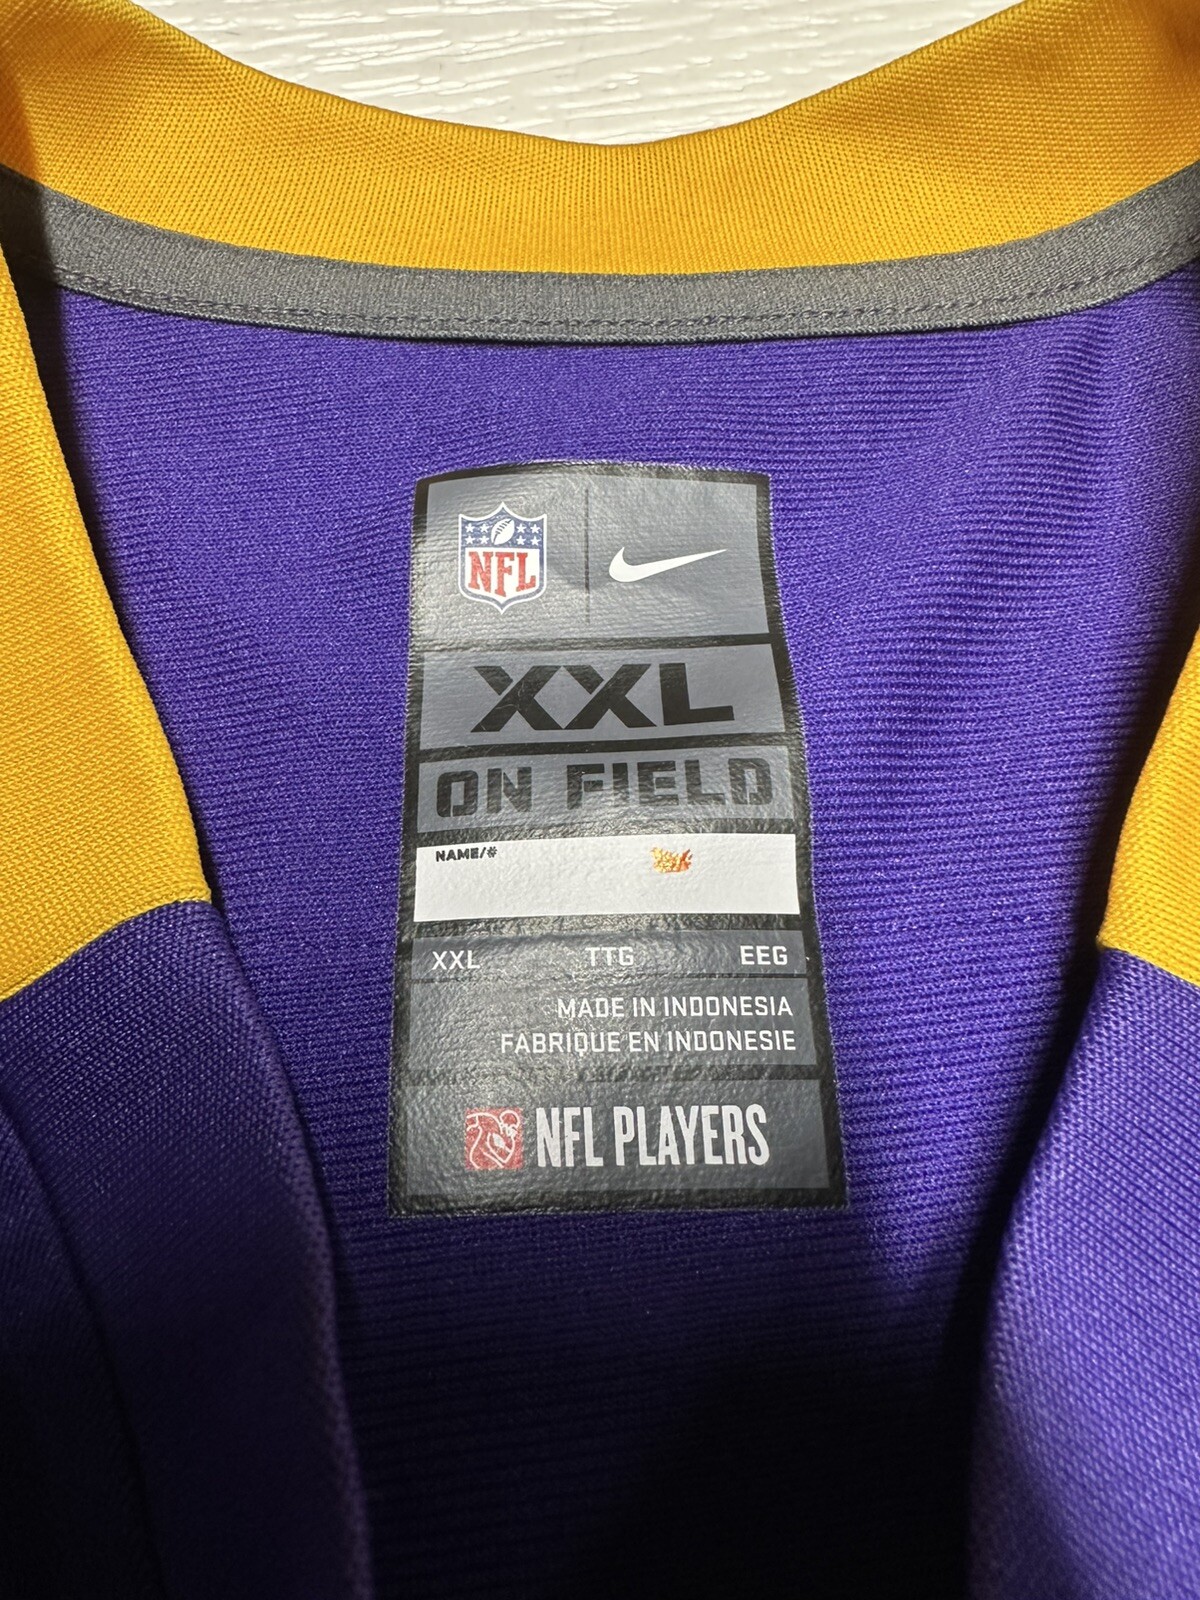 NFL
XXL
ON FIELD
NAME/#
XXL TTG EEG
MADE IN INDONESIA
FABRIQUE EN INDONESIE
NFL PLAYERS